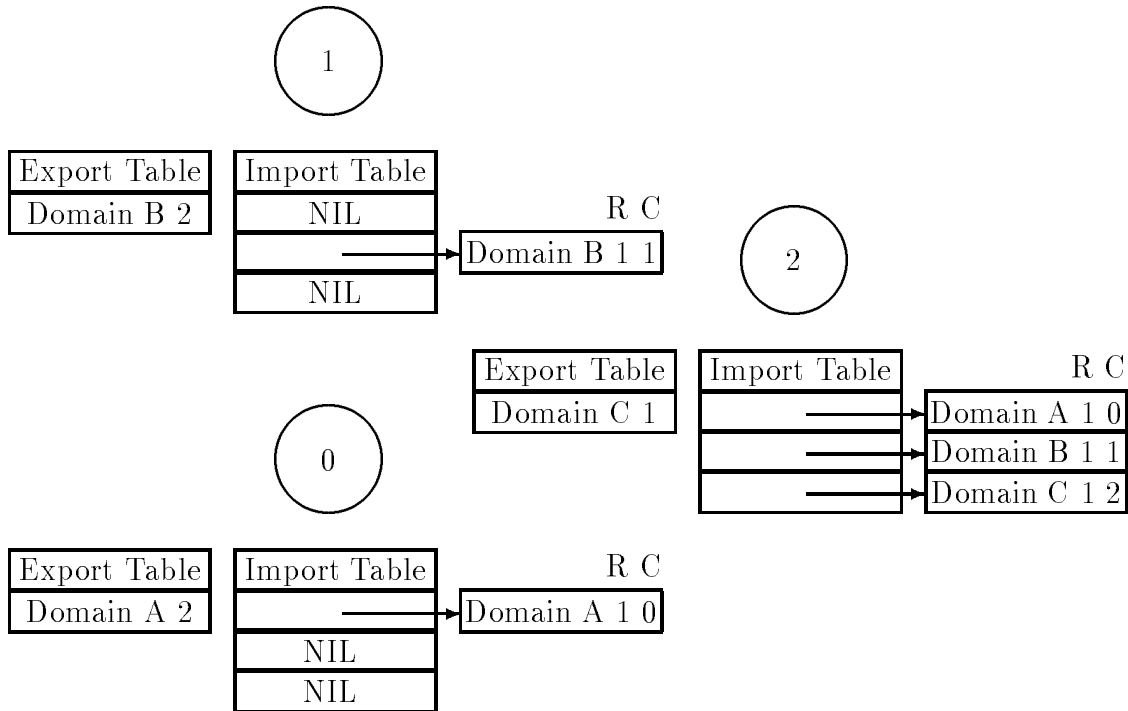 1
Export Table Import Table
Domain B 2 NIL R C
Domain B 1 1
NIL
2
Export Table Import Table R C
Domain C 1 Domain A 1 0
Domain B 1 1
Domain C 1 2
0
Export Table Import Table R C
Domain A 2 Domain A 1 0
NIL
NIL